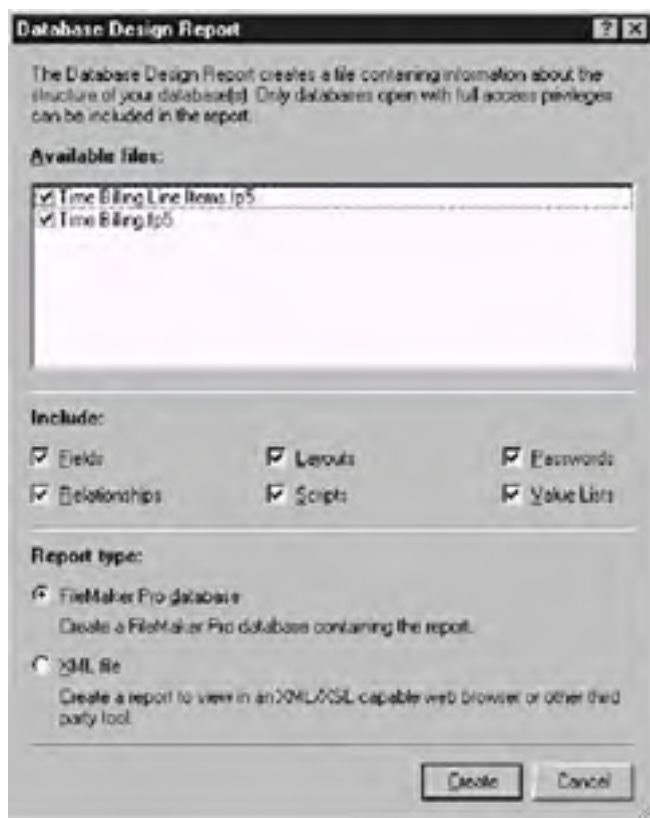 Database Design Report
The Database Design Report creates a file containing information about the
structure of your database(s). Only databases open with full access privileges
can be included in the report.
Available files:
Time Billing Line Items.fp5
Time Billing.fp5
Include:
Fields Layouts Passwords
Relationships Scripts Value Lists
Report type:
FileMaker Pro database
Create a FileMaker Pro database containing the report.
XML file
Create a report to view in an XML/XSL capable web browser or other third
party tool.
Create Cancel